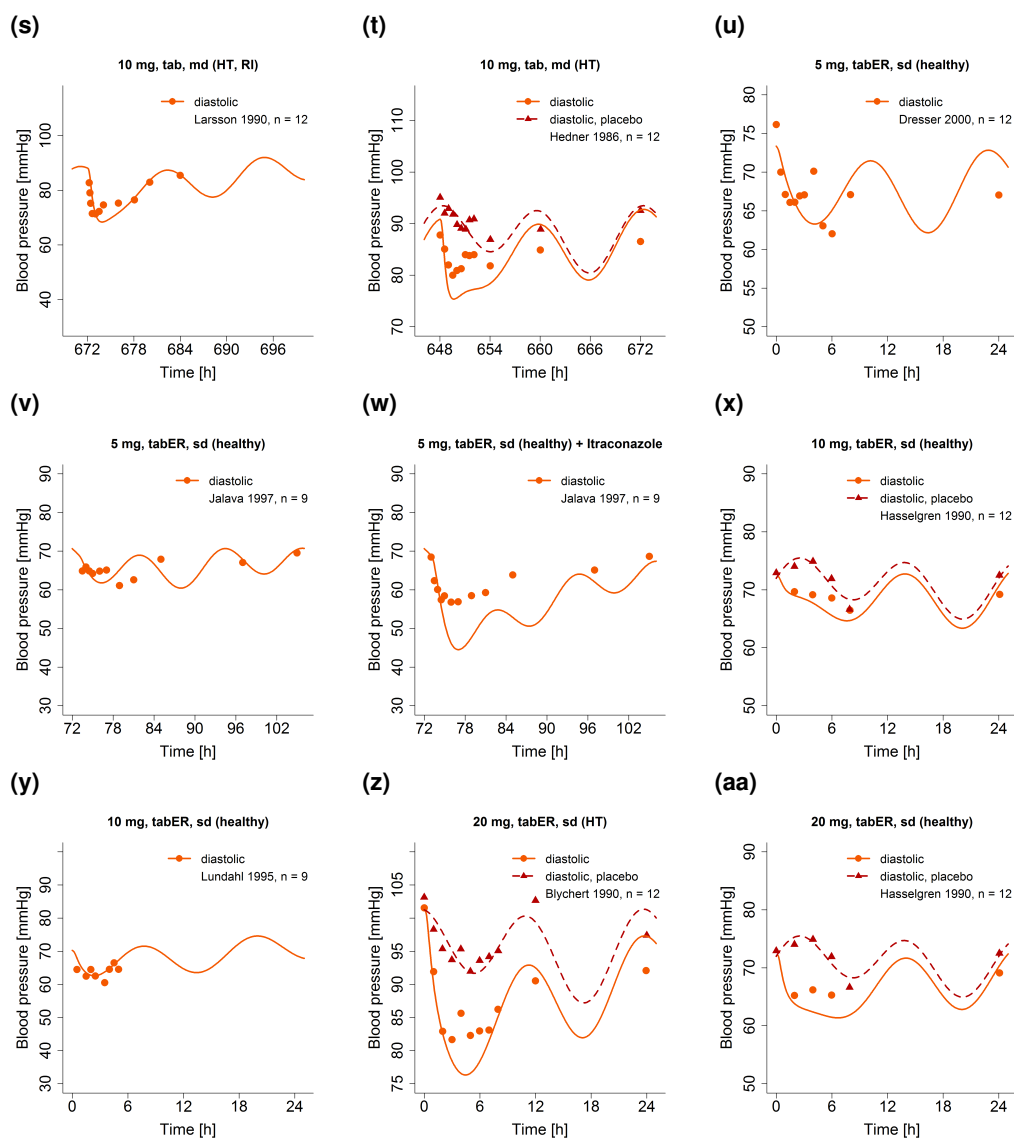 (s)
10 mg, tab, md (HT, RI)
diastolic
Larsson 1990, n = 12
Blood pressure [mmHg]
100
80
60
40
672 678 684 690 696
Time [h]
(t)
10 mg, tab, md (HT)
diastolic
diastolic, placebo
Hedner 1986, n = 12
Blood pressure [mmHg]
110
100
90
80
70
648 654 660 666 672
Time [h]
(u)
5 mg, tabER, sd (healthy)
diastolic
Dresser 2000, n = 12
Blood pressure [mmHg]
80
75
70
65
60
55
50
0 6 12 18 24
Time [h]
(v)
5 mg, tabER, sd (healthy)
diastolic
Jalava 1997, n = 9
Blood pressure [mmHg]
90
80
70
60
50
40
30
72 78 84 90 96 102
Time [h]
(w)
5 mg, tabER, sd (healthy) + Itraconazole
diastolic
Jalava 1997, n = 9
Blood pressure [mmHg]
90
80
70
60
50
40
30
72 78 84 90 96 102
Time [h]
(x)
10 mg, tabER, sd (healthy)
diastolic
diastolic, placebo
Hasselgren 1990, n = 12
Blood pressure [mmHg]
90
80
70
60
50
0 6 12 18 24
Time [h]
(y)
10 mg, tabER, sd (healthy)
diastolic
Lundahl 1995, n = 9
Blood pressure [mmHg]
90
80
70
60
50
40
30
0 6 12 18 24
Time [h]
(z)
20 mg, tabER, sd (HT)
diastolic
diastolic, placebo
Blychert 1990, n = 12
Blood pressure [mmHg]
105
95
90
85
80
75
0 6 12 18 24
Time [h]
(aa)
20 mg, tabER, sd (healthy)
diastolic
diastolic, placebo
Hasselgren 1990, n = 12
Blood pressure [mmHg]
90
80
70
60
50
0 6 12 18 24
Time [h]